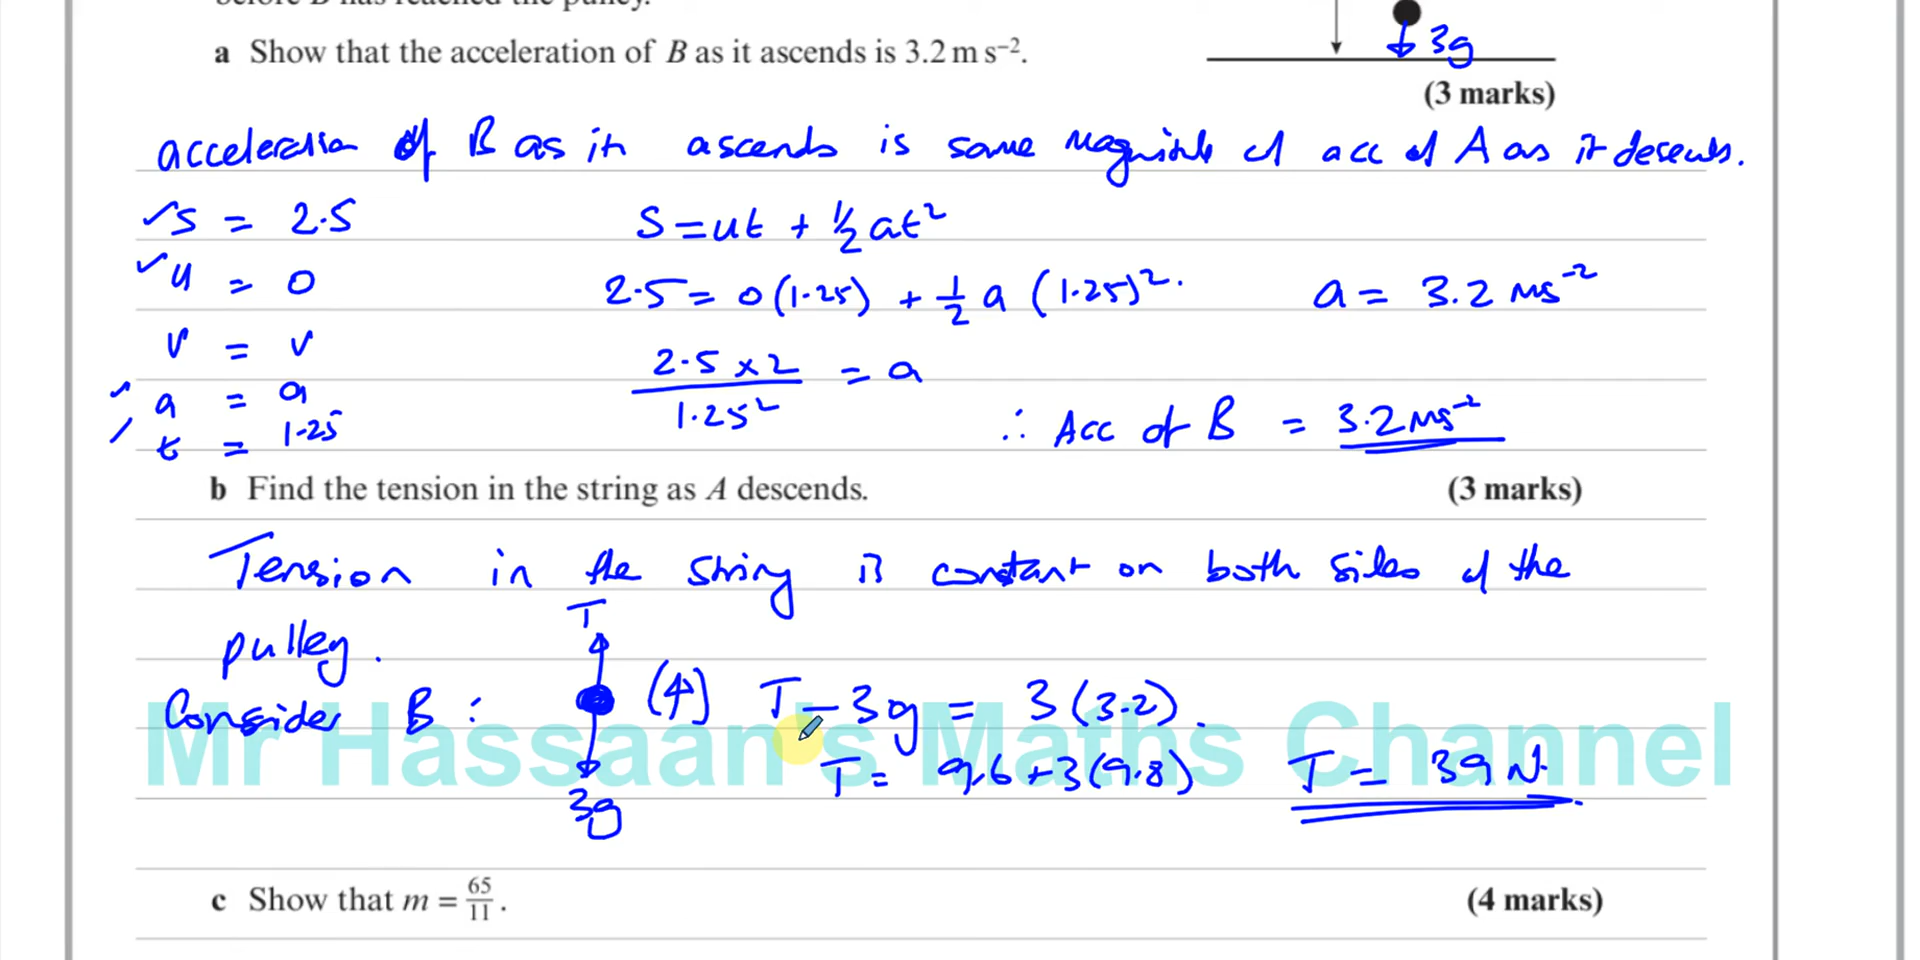 a Show that the acceleration of B as it ascends is 3.2 m s⁻².
3g
(3 marks)
acceleration of B as it ascends is same magnitude of acc of A as it descends.
✓s = 2.5
s = ut + ½at²
✓u = 0
2.5 = 0(1.25) + ½a(1.25)².
a = 3.2 ms⁻²
v = v
2.5 × 2 / 1.25² = a
✓a = a
✓t = 1.25
∴ Acc of B = 3.2 ms⁻²
b Find the tension in the string as A descends.
(3 marks)
Tension in the string is constant on both sides of the
pulley.
T
Consider B: (↑) T − 3g = 3(3.2).
T = 9.6 + 3(9.8)
T = 39 N.
3g
Mr Hassaan's Maths Channel
c Show that m = 65/11.
(4 marks)